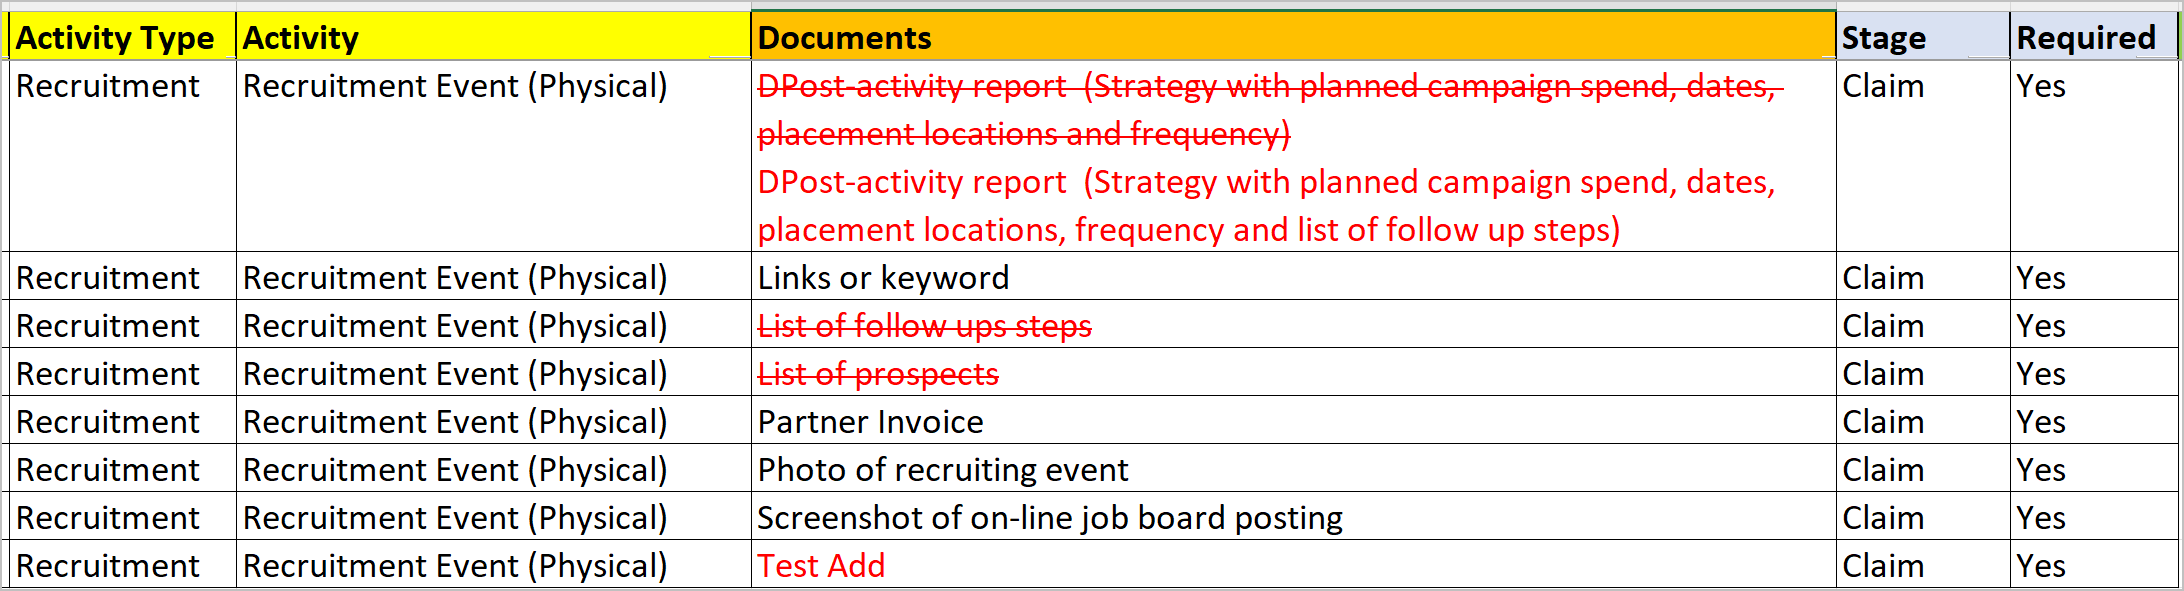 Activity Type Activity Documents Stage Required
Recruitment Recruitment Event (Physical) DPost-activity report  (Strategy with planned campaign spend, dates, Claim Yes
placement locations and frequency)
DPost-activity report  (Strategy with planned campaign spend, dates,
placement locations, frequency and list of follow up steps)
Recruitment Recruitment Event (Physical) Links or keyword Claim Yes
Recruitment Recruitment Event (Physical) List of follow ups steps Claim Yes
Recruitment Recruitment Event (Physical) List of prospects Claim Yes
Recruitment Recruitment Event (Physical) Partner Invoice Claim Yes
Recruitment Recruitment Event (Physical) Photo of recruiting event Claim Yes
Recruitment Recruitment Event (Physical) Screenshot of on-line job board posting Claim Yes
Recruitment Recruitment Event (Physical) Test Add Claim Yes